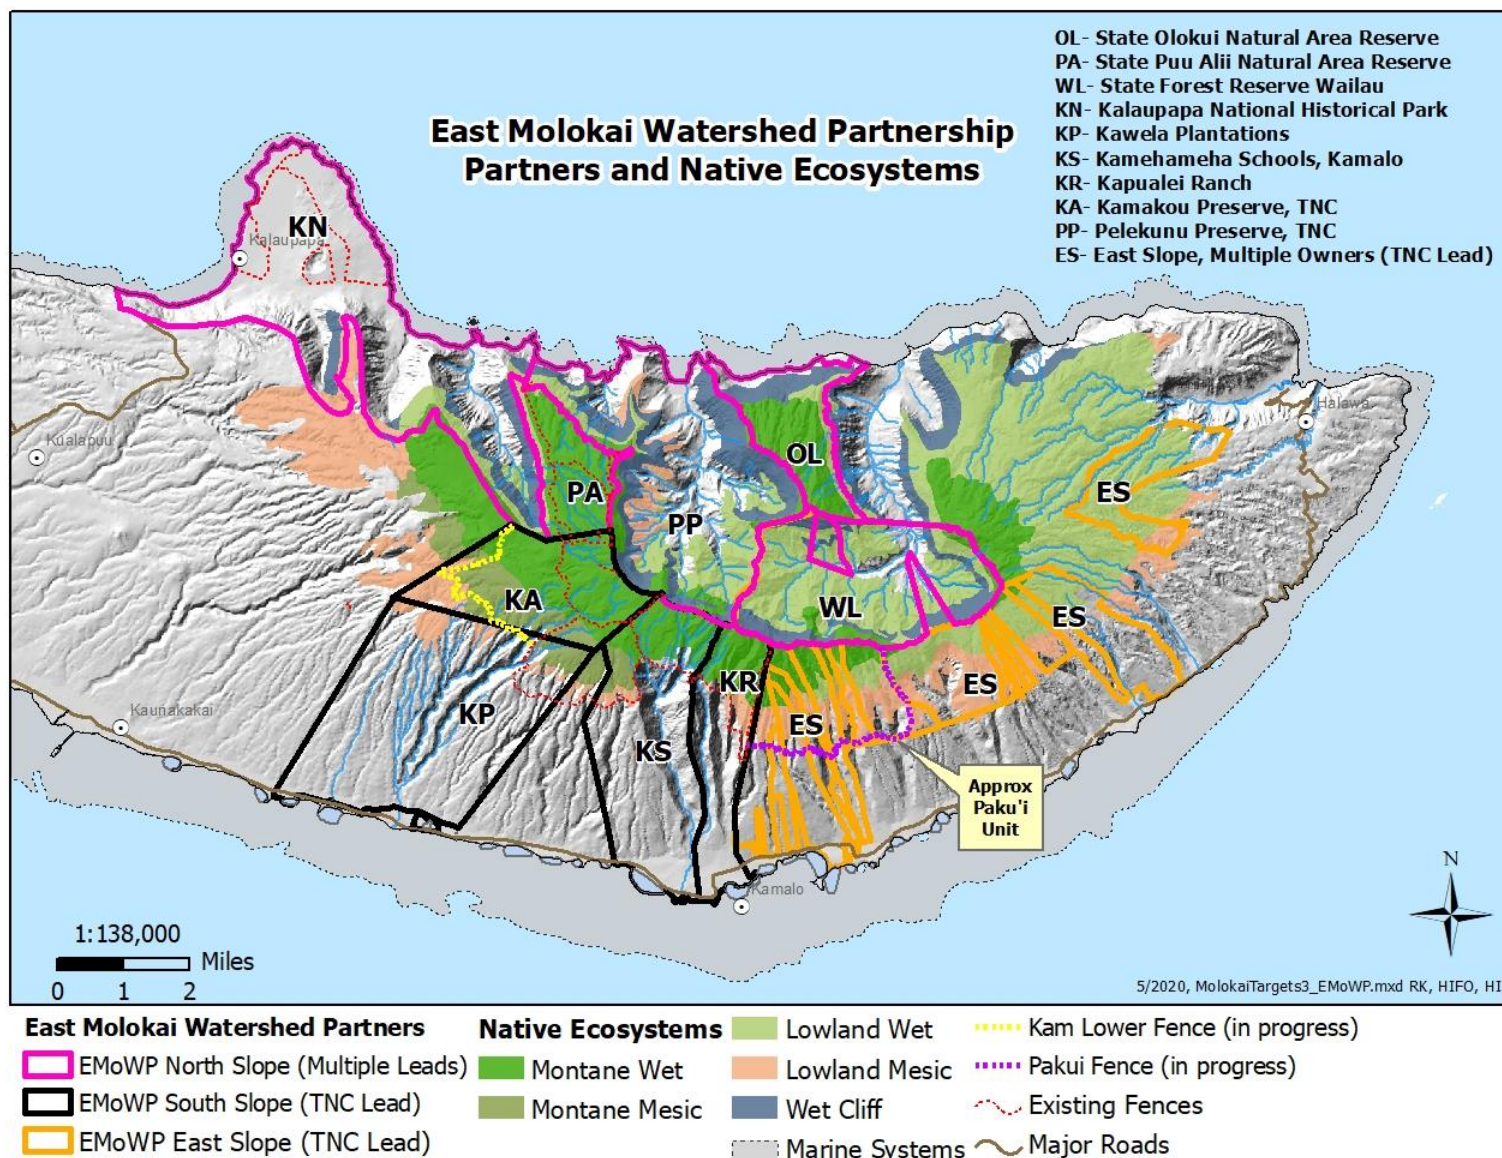 OL- State Olokui Natural Area Reserve
PA- State Puu Alii Natural Area Reserve
WL- State Forest Reserve Wailau
KN- Kalaupapa National Historical Park
KP- Kawela Plantations
KS- Kamehameha Schools, Kamalo
KR- Kapualei Ranch
KA- Kamakou Preserve, TNC
PP- Pelekunu Preserve, TNC
ES- East Slope, Multiple Owners (TNC Lead)
East Molokai Watershed Partnership
Partners and Native Ecosystems
KN
Kalaupapa
Halawa
Kualapuu
OL
PA
ES
PP
KA
WL
ES
KR
ES
KP
ES
Kaunakakai
KS
Approx
Paku'i
Unit
Kamalo
N
1:138,000
Miles
0 1 2
5/2020, MolokaiTargets3_EMoWP.mxd RK, HIFO, HI
East Molokai Watershed Partners
EMoWP North Slope (Multiple Leads)
EMoWP South Slope (TNC Lead)
EMoWP East Slope (TNC Lead)
Native Ecosystems
Montane Wet
Montane Mesic
Lowland Wet
Lowland Mesic
Wet Cliff
Marine Systems
Kam Lower Fence (in progress)
Pakui Fence (in progress)
Existing Fences
Major Roads